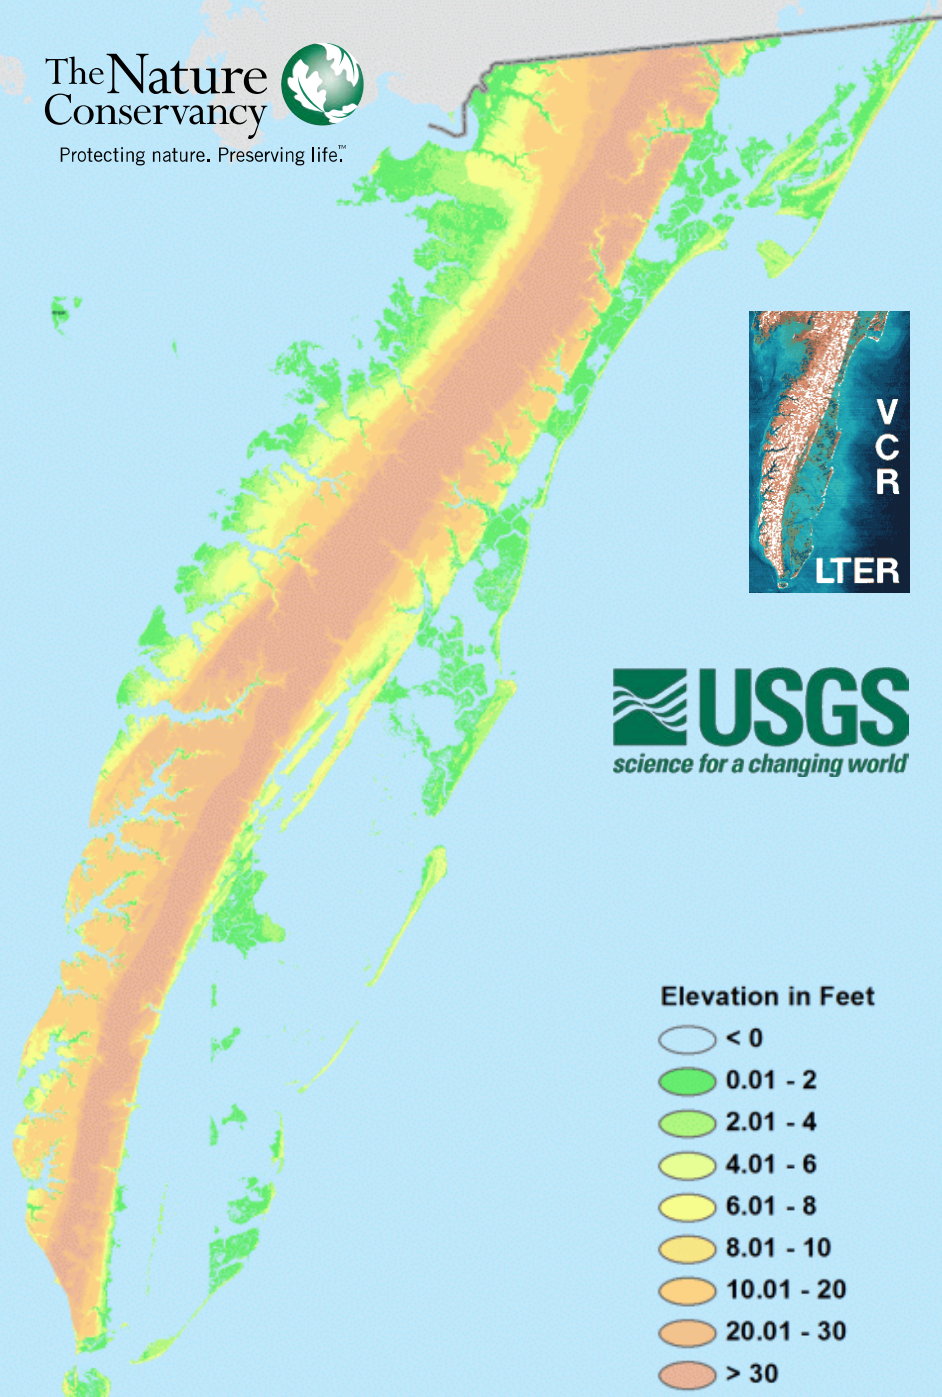 The Nature
Conservancy
Protecting nature. Preserving life.™
V
C
R
LTER
USGS
science for a changing world
Elevation in Feet
< 0
0.01 - 2
2.01 - 4
4.01 - 6
6.01 - 8
8.01 - 10
10.01 - 20
20.01 - 30
> 30